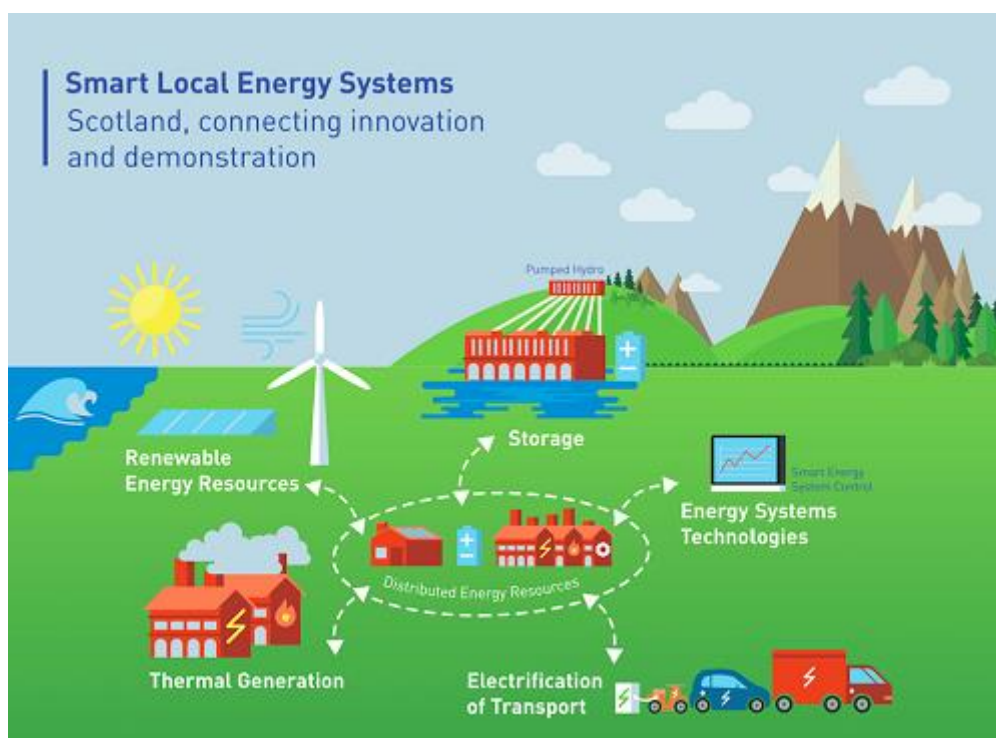 Smart Local Energy Systems
Scotland, connecting innovation
and demonstration
Pumped Hydro
Storage
Renewable
Energy Resources
Smart Energy
System Control
Energy Systems
Technologies
Distributed Energy Resources
Thermal Generation
Electrification
of Transport